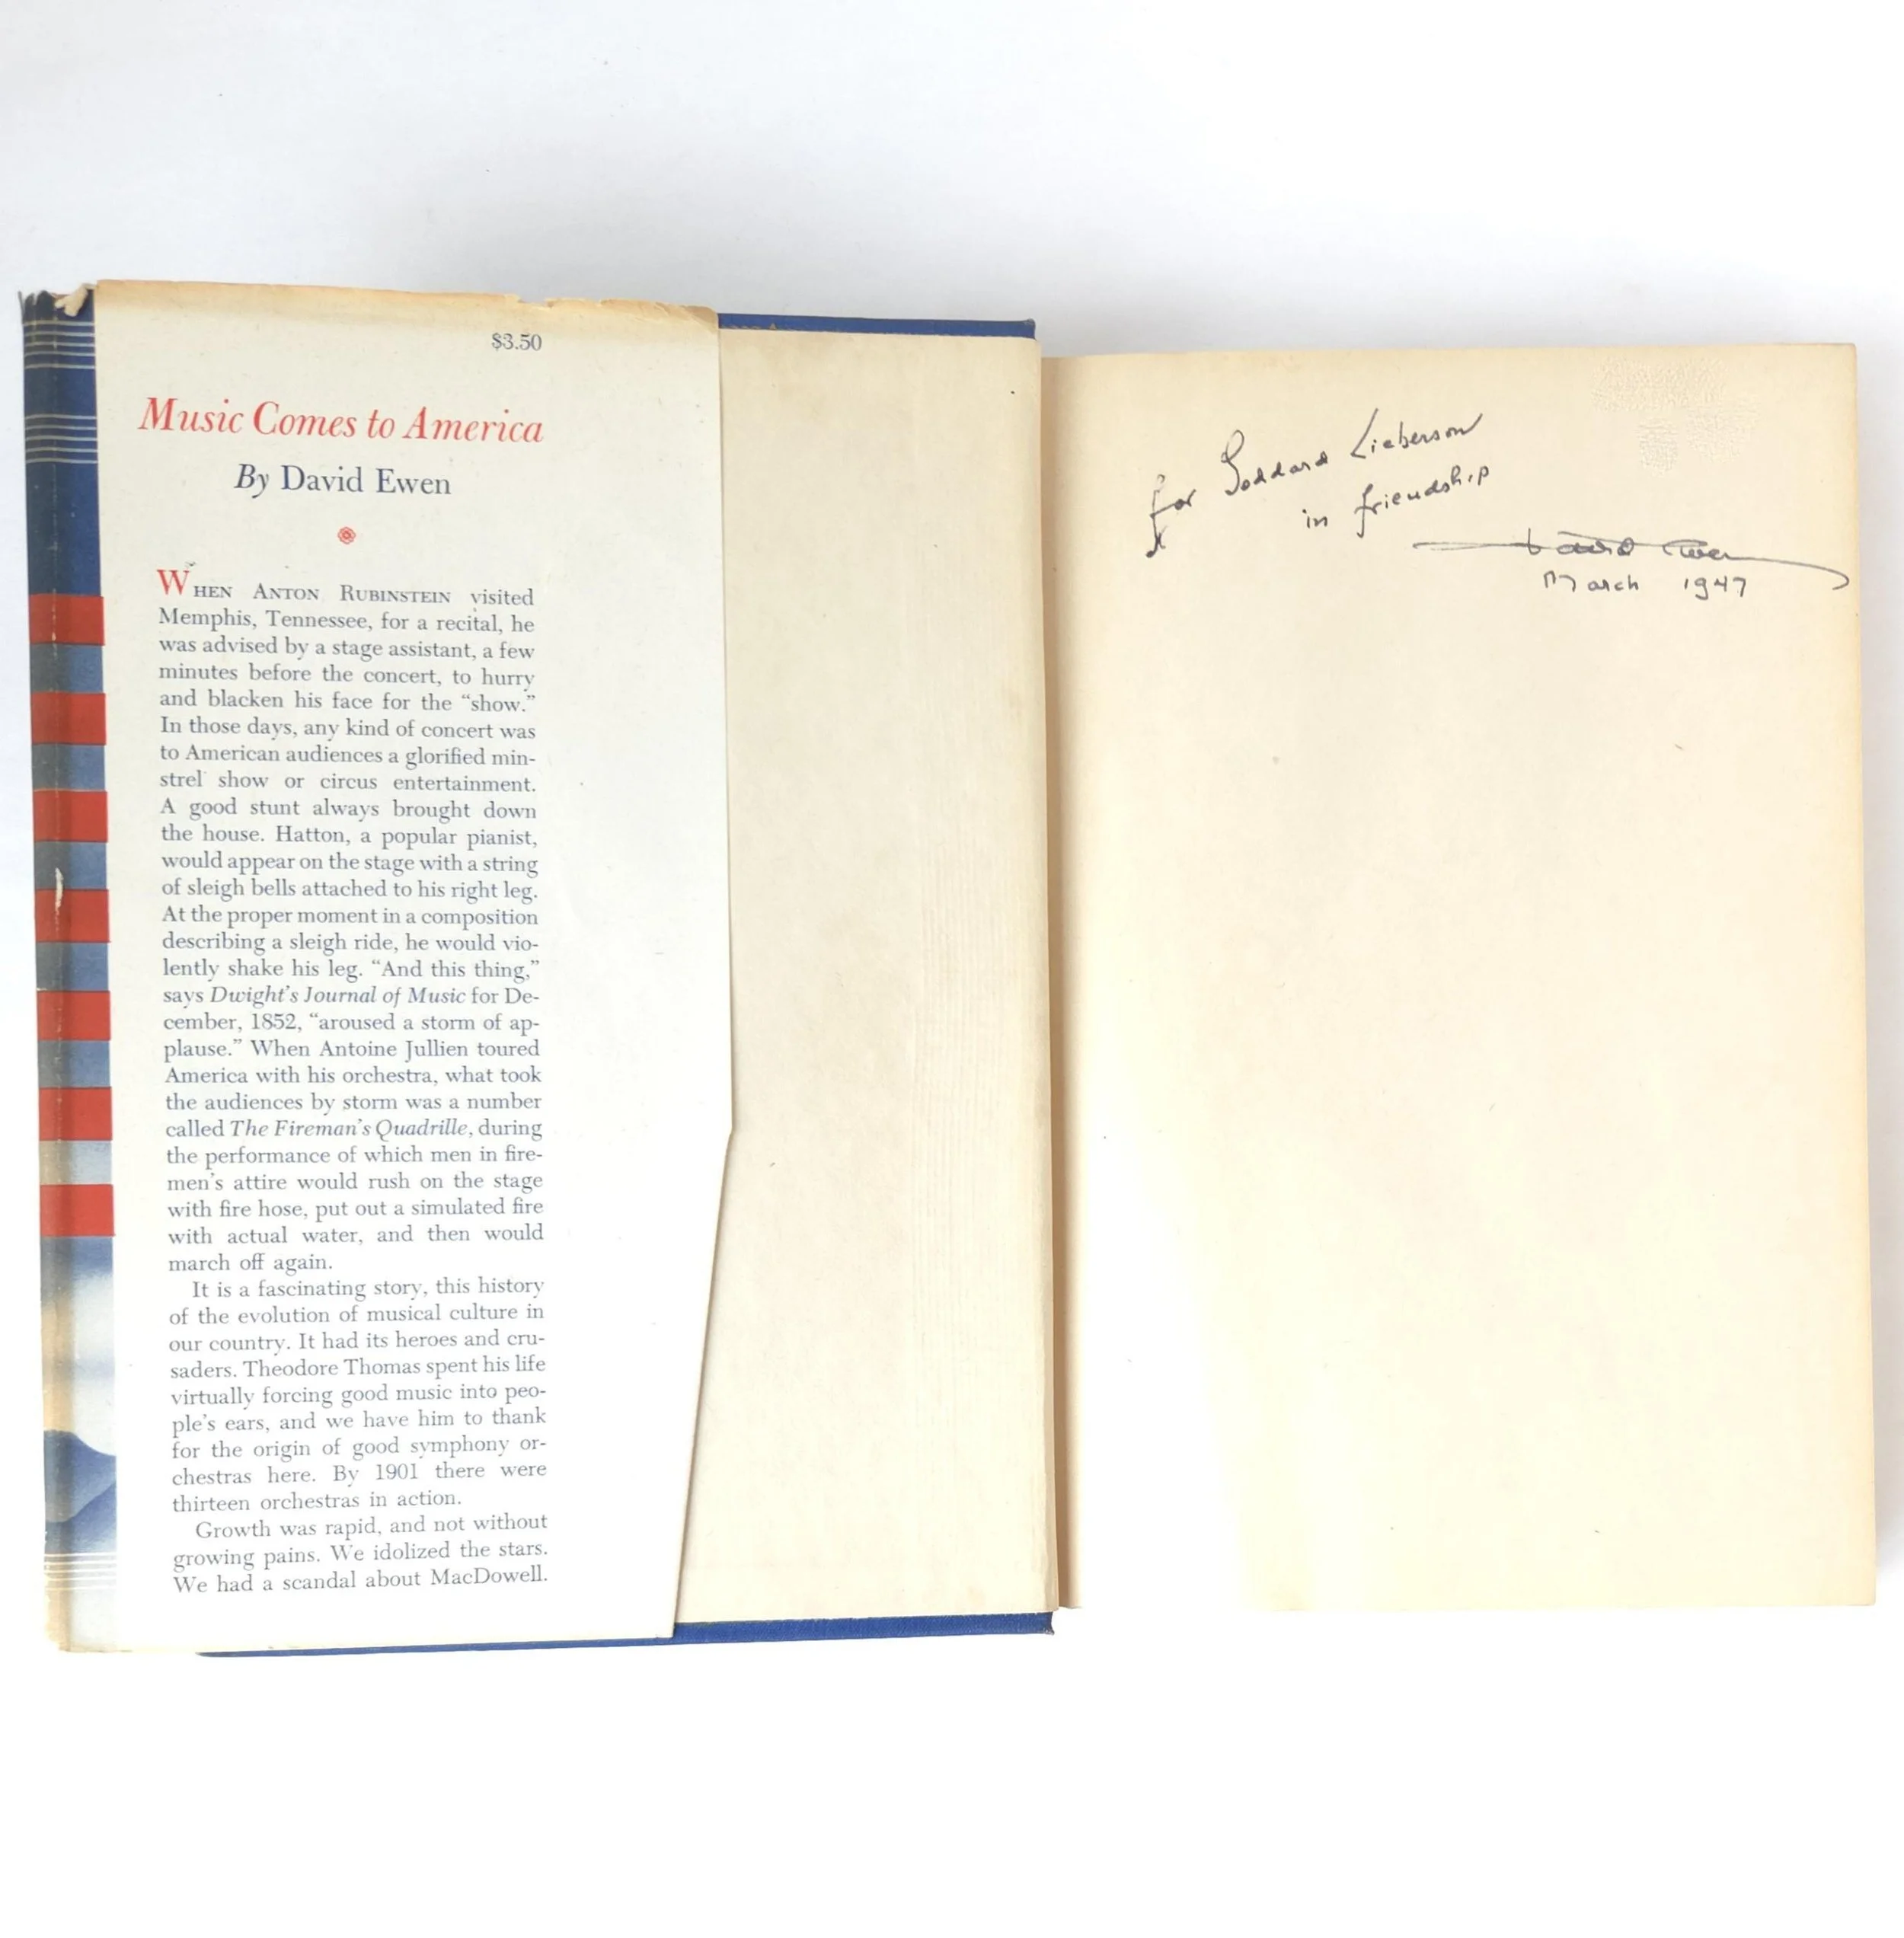 $3.50
Music Comes to America
By David Ewen
WHEN ANTON RUBINSTEIN visited
Memphis, Tennessee, for a recital, he
was advised by a stage assistant, a few
minutes before the concert, to hurry
and blacken his face for the “show.”
In those days, any kind of concert was
to American audiences a glorified min-
strel show or circus entertainment.
A good stunt always brought down
the house. Hatton, a popular pianist,
would appear on the stage with a string
of sleigh bells attached to his right leg.
At the proper moment in a composition
describing a sleigh ride, he would vio-
lently shake his leg. “And this thing,”
says Dwight’s Journal of Music for De-
cember, 1852, “aroused a storm of ap-
plause.” When Antoine Jullien toured
America with his orchestra, what took
the audiences by storm was a number
called The Fireman’s Quadrille, during
the performance of which men in fire-
men’s attire would rush on the stage
with fire hose, put out a simulated fire
with actual water, and then would
march off again.
It is a fascinating story, this history
of the evolution of musical culture in
our country. It had its heroes and cru-
saders. Theodore Thomas spent his life
virtually forcing good music into peo-
ple’s ears, and we have him to thank
for the origin of good symphony or-
chestras here. By 1901 there were
thirteen orchestras in action.
Growth was rapid, and not without
growing pains. We idolized the stars.
We had a scandal about MacDowell.
for Goddard Lieberson
in friendship
David Ewen
March 1947